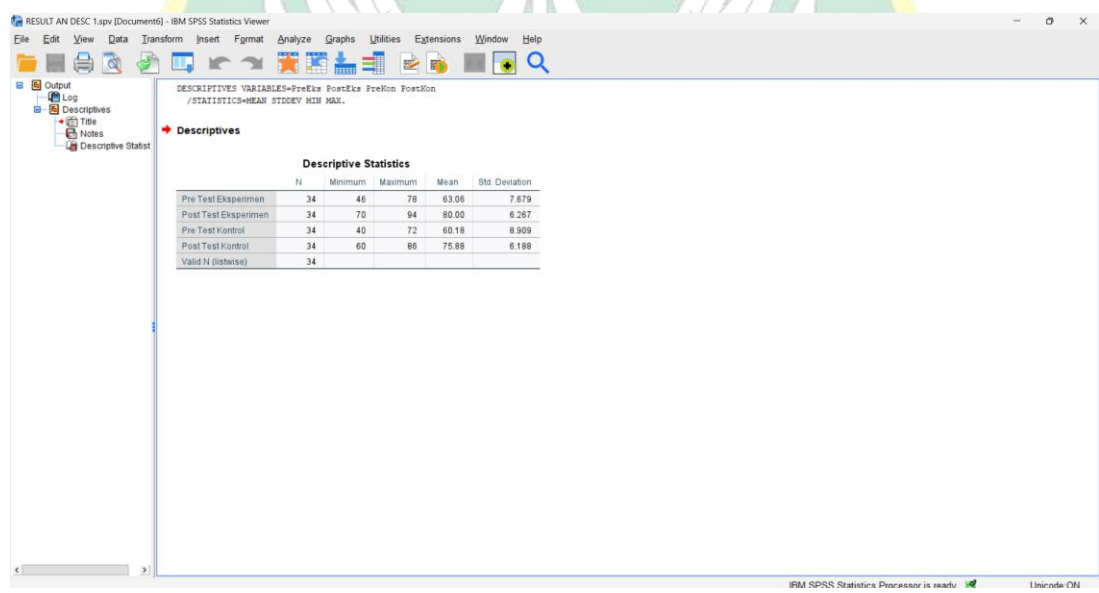 RESULT AN DESC 1.spv [Document6] - IBM SPSS Statistics Viewer
File Edit View Data Transform Insert Format Analyze Graphs Utilities Extensions Window Help
Output
Log
Descriptives
Title
Notes
Descriptive Statist
DESCRIPTIVES VARIABLES=PreEks PostEks PreKon PostKon
/STATISTICS=MEAN STDDEV MIN MAX.
Descriptives
Descriptive Statistics
N Minimum Maximum Mean Std. Deviation
Pre Test Eksperimen 34 46 78 63.06 7.679
Post Test Eksperimen 34 70 94 80.00 6.267
Pre Test Kontrol 34 40 72 60.18 8.909
Post Test Kontrol 34 60 86 75.88 6.188
Valid N (listwise) 34
IBM SPSS Statistics Processor is ready Unicode:ON